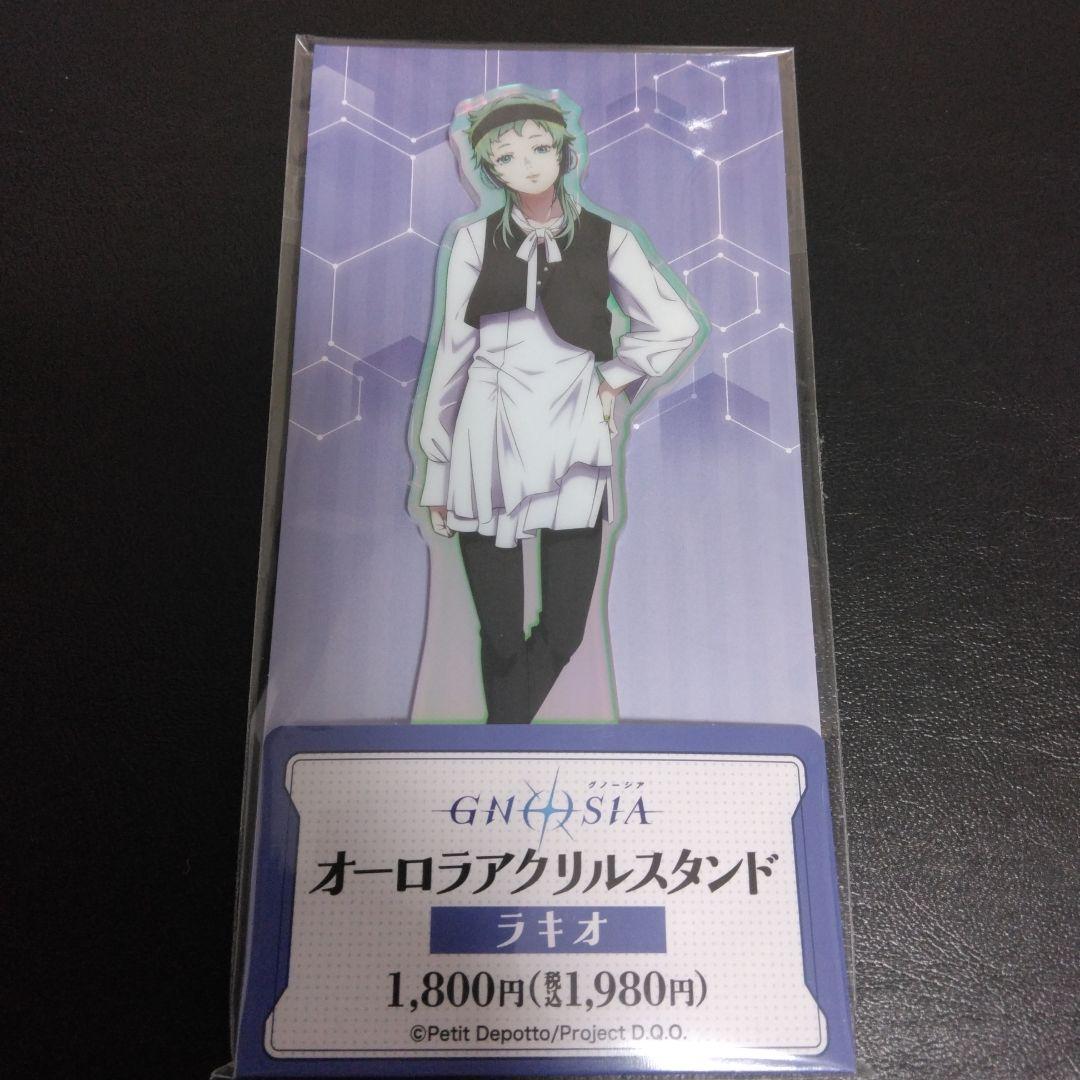 グノーシア
GNOSIA
オーロラアクリルスタンド
ラキオ
1,800円(税込1,980円)
©Petit Depotto/Project D.Q.O.